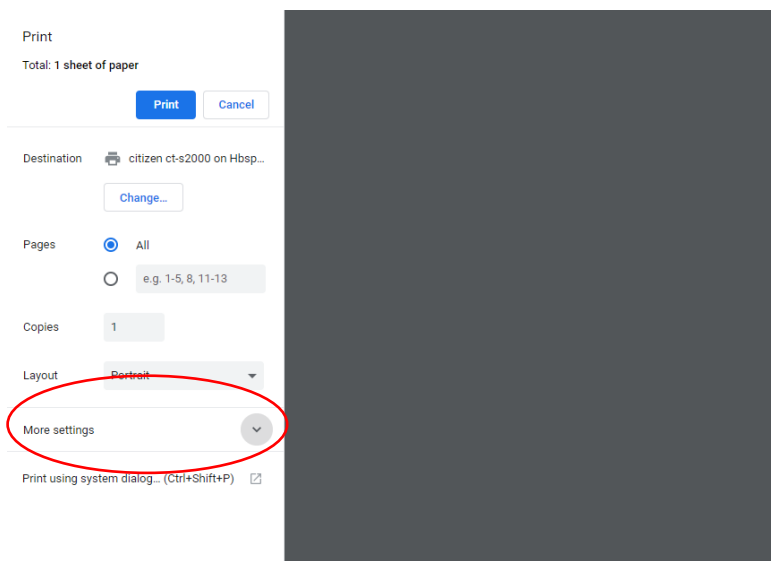 Print
Total: 1 sheet of paper
Print Cancel
Destination citizen ct-s2000 on Hbsp...
Change...
Pages All
e.g. 1-5, 8, 11-13
Copies 1
Layout Portrait
More settings
Print using system dialog... (Ctrl+Shift+P)